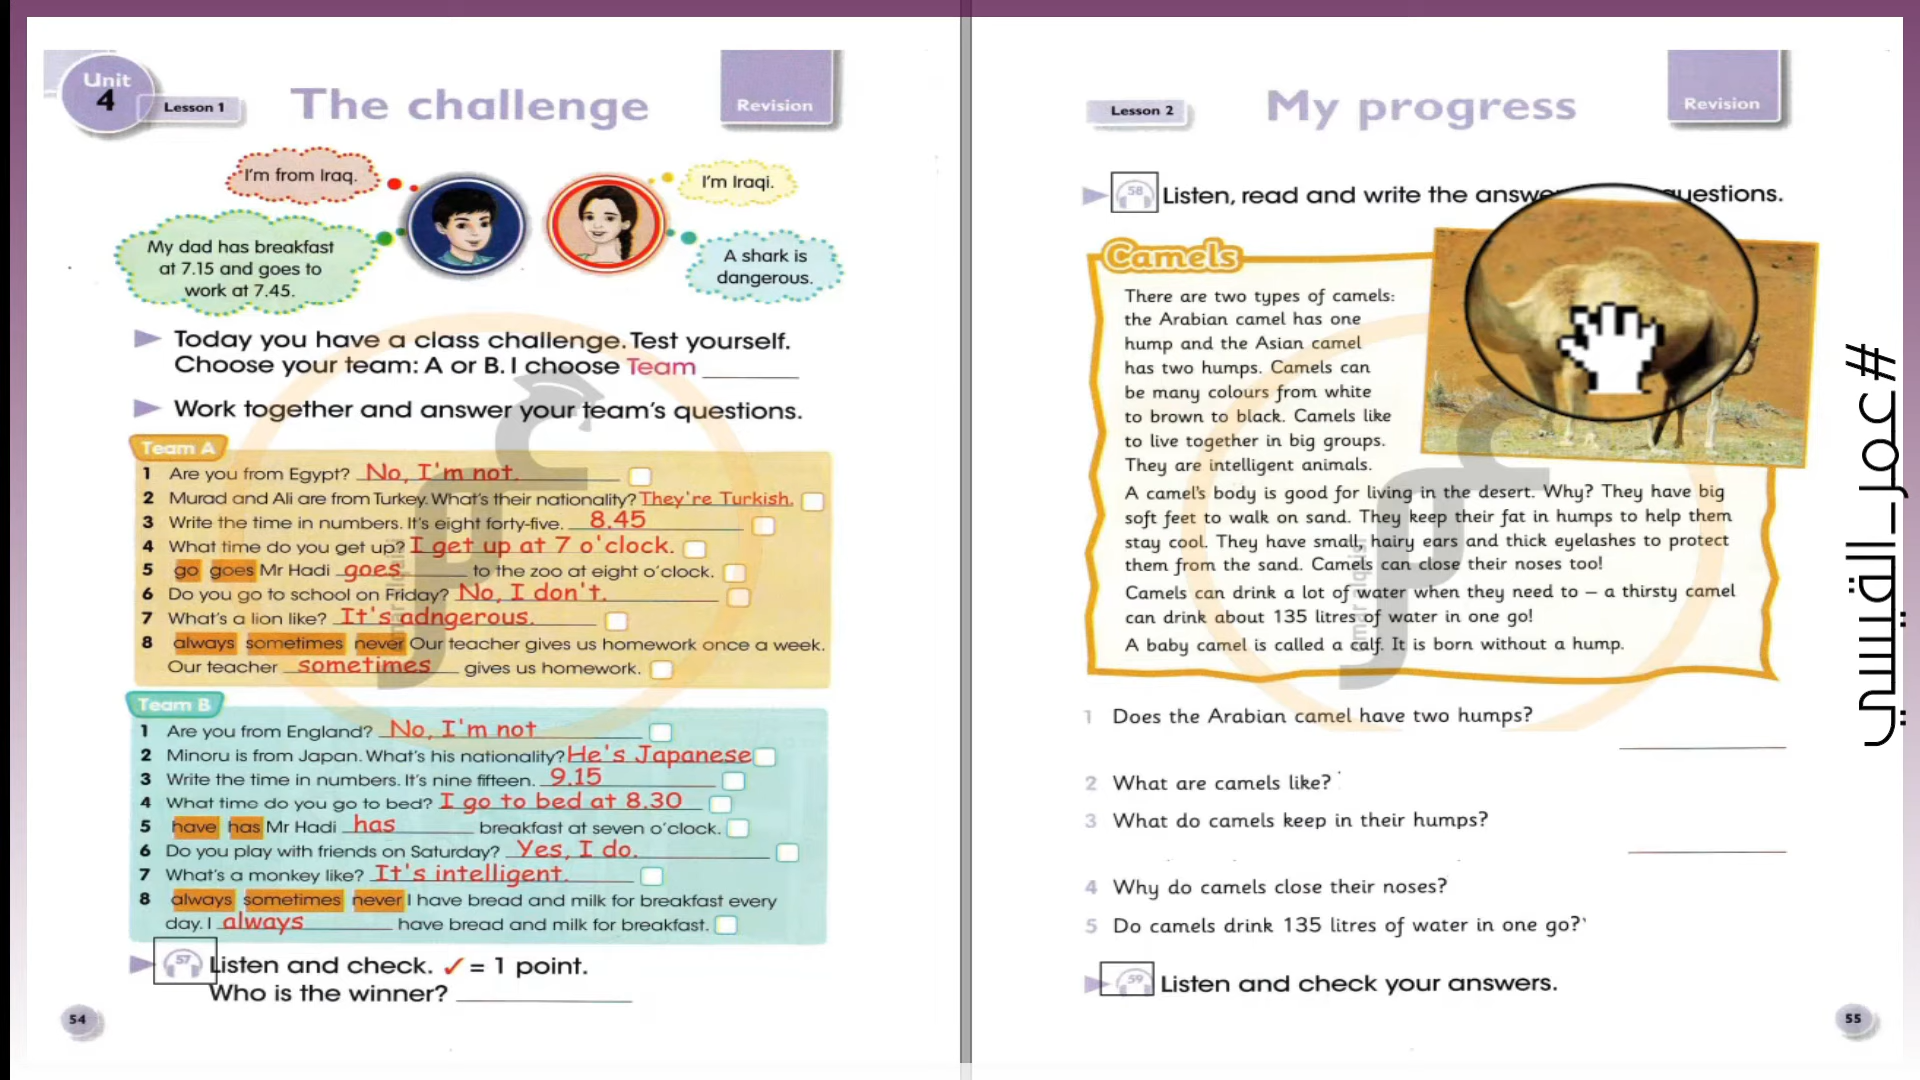 Unit
4
Lesson 1
The challenge
Revision
I'm from Iraq.
I'm Iraqi.
My dad has breakfast
at 7.15 and goes to
work at 7.45.
A shark is
dangerous.
Today you have a class challenge. Test yourself.
Choose your team: A or B. I choose Team ________
Work together and answer your team's questions.
Team A
1 Are you from Egypt? No, I'm not.
2 Murad and Ali are from Turkey. What's their nationality? They're Turkish.
3 Write the time in numbers. It's eight forty-five. 8.45
4 What time do you get up? I get up at 7 o'clock.
5 go goes Mr Hadi goes to the zoo at eight o'clock.
6 Do you go to school on Friday? No, I don't.
7 What's a lion like? It's adngerous.
8 always sometimes never Our teacher gives us homework once a week.
Our teacher sometimes gives us homework.
Team B
1 Are you from England? No, I'm not
2 Minoru is from Japan. What's his nationality? He's Japanese
3 Write the time in numbers. It's nine fifteen. 9.15
4 What time do you go to bed? I go to bed at 8.30
5 have has Mr Hadi has breakfast at seven o'clock.
6 Do you play with friends on Saturday? Yes, I do.
7 What's a monkey like? It's intelligent.
8 always sometimes never I have bread and milk for breakfast every
day. I always have bread and milk for breakfast.
57 Listen and check. ✓ = 1 point.
Who is the winner? ________
54
Lesson 2
My progress
Revision
58 Listen, read and write the answe uestions.
Camels
There are two types of camels:
the Arabian camel has one
hump and the Asian camel
has two humps. Camels can
be many colours from white
to brown to black. Camels like
to live together in big groups.
They are intelligent animals.
A camel's body is good for living in the desert. Why? They have big
soft feet to walk on sand. They keep their fat in humps to help them
stay cool. They have small, hairy ears and thick eyelashes to protect
them from the sand. Camels can close their noses too!
Camels can drink a lot of water when they need to – a thirsty camel
can drink about 135 litres of water in one go!
A baby camel is called a calf. It is born without a hump.
1 Does the Arabian camel have two humps?
2 What are camels like?
3 What do camels keep in their humps?
4 Why do camels close their noses?
5 Do camels drink 135 litres of water in one go?
59 Listen and check your answers.
55
#عمر_القيسي